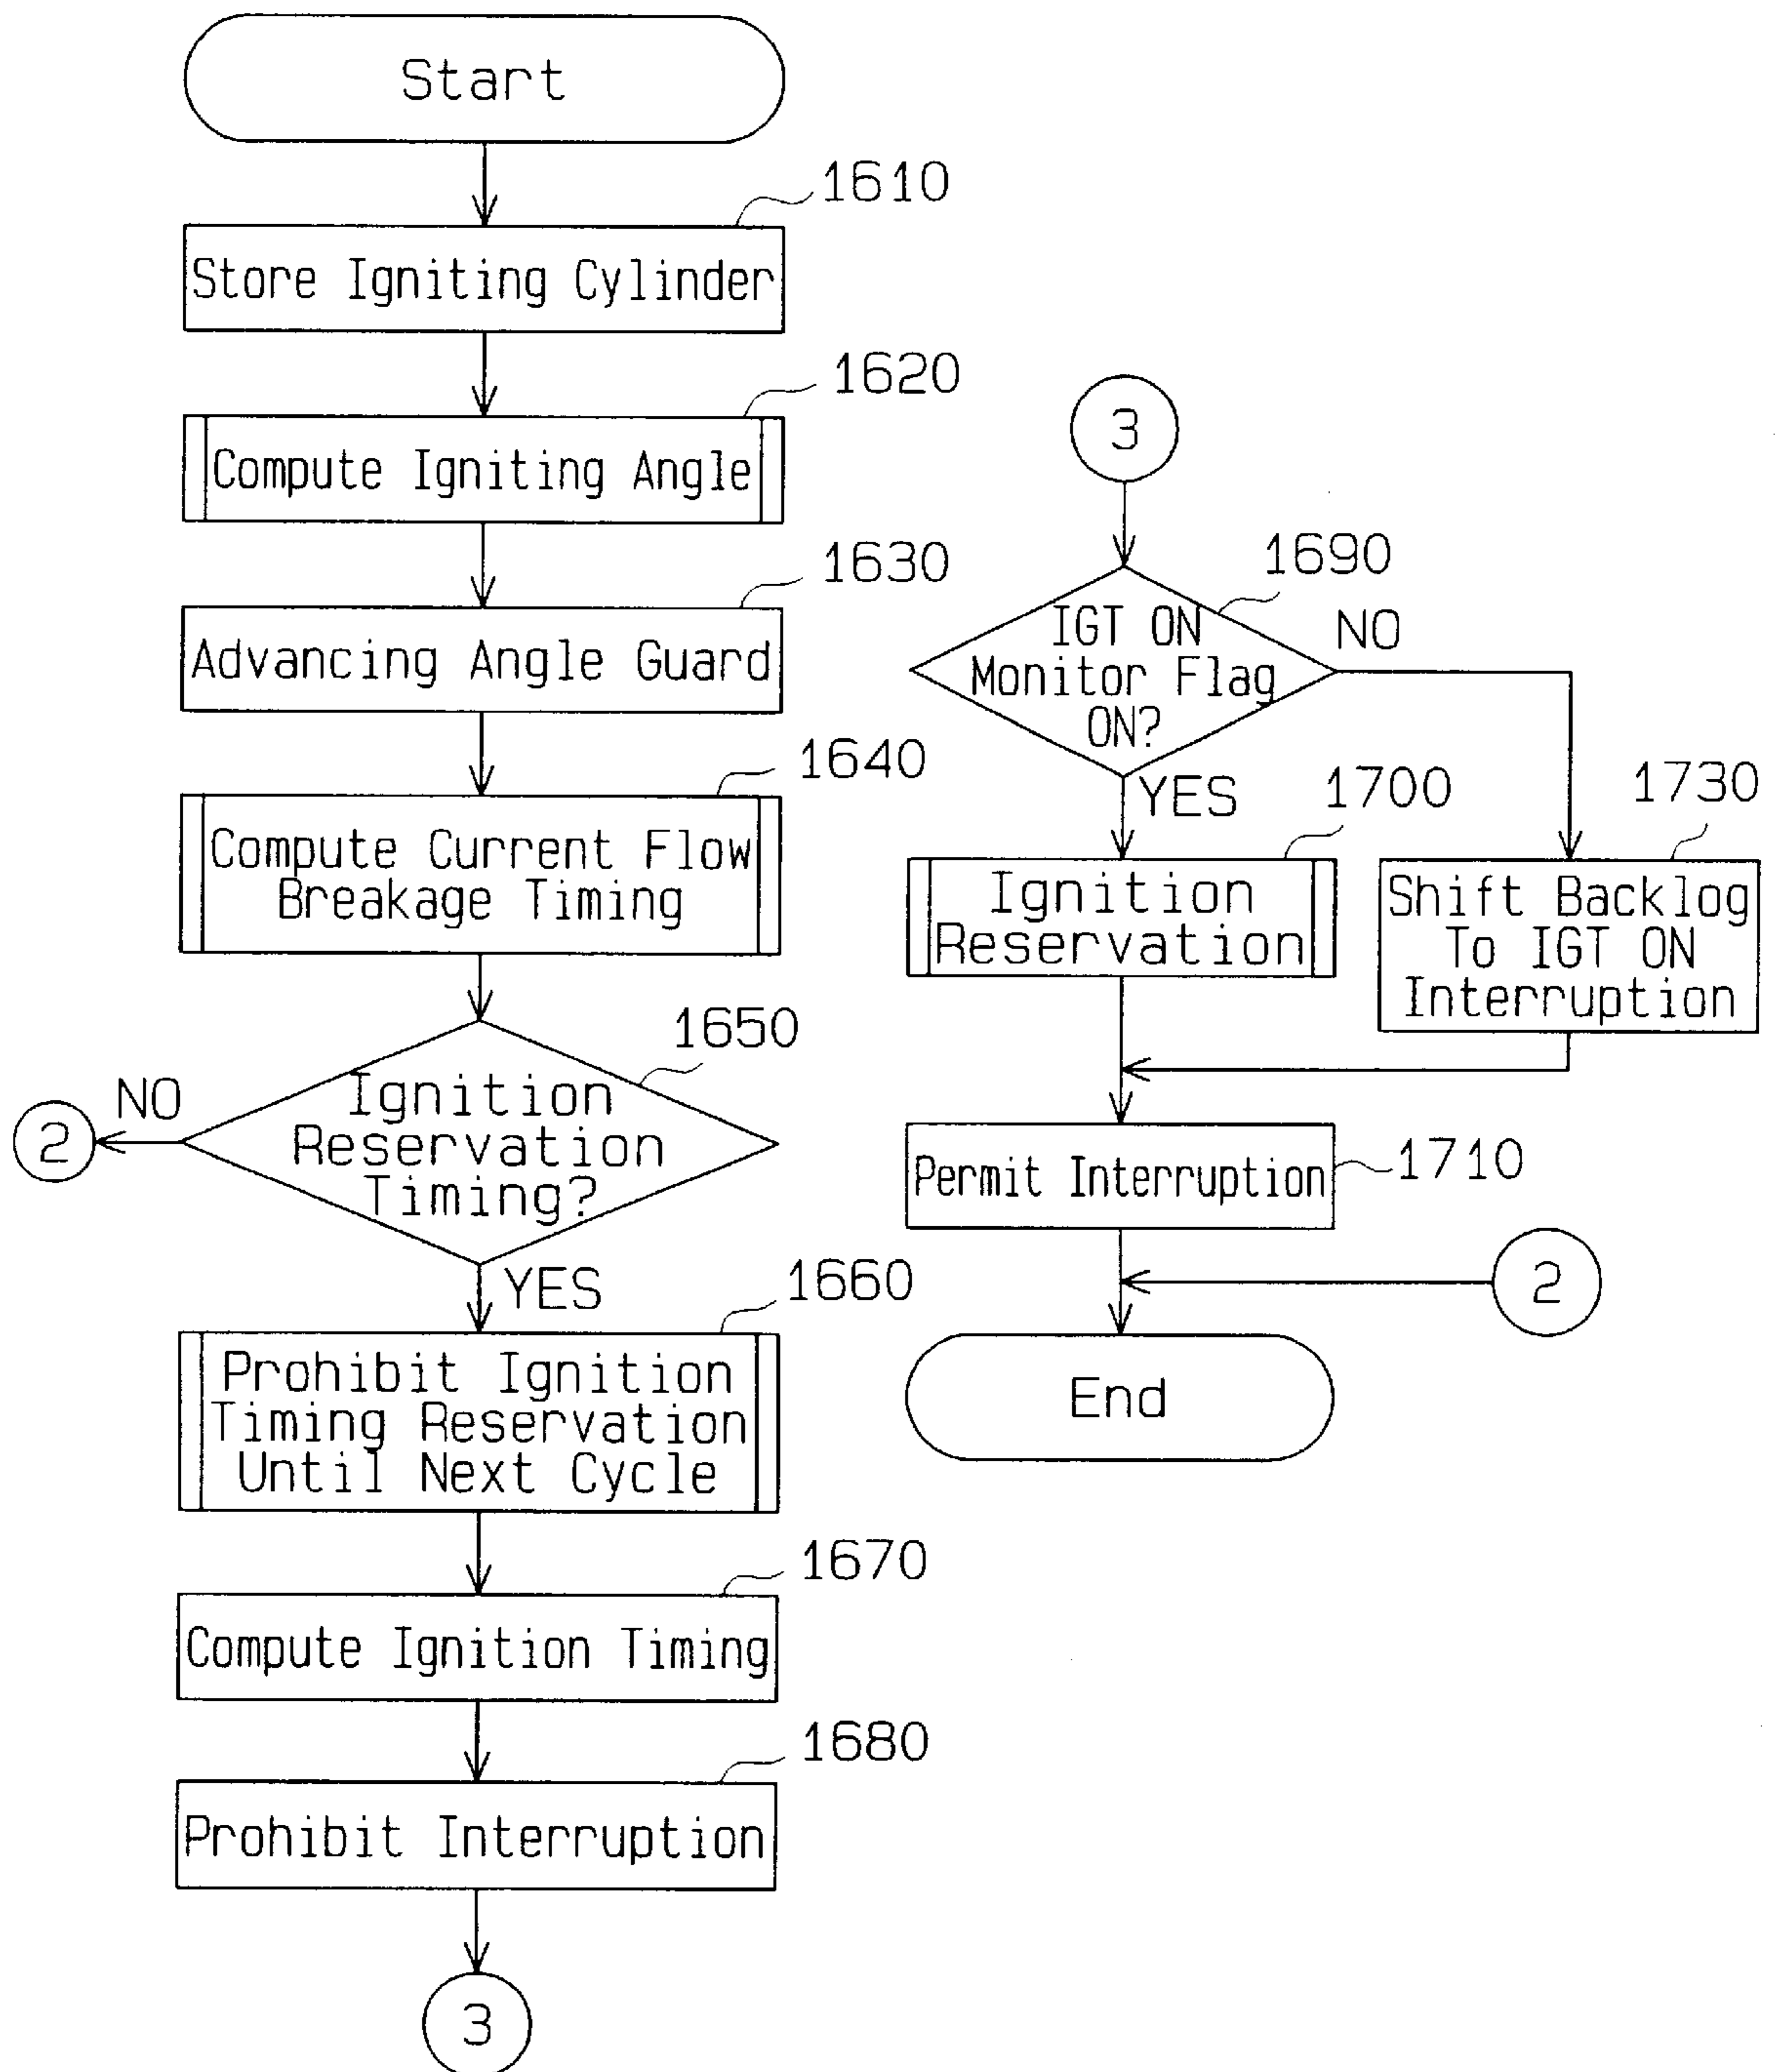 Start
1610
Store Igniting Cylinder
1620
Compute Igniting Angle
1630
Advancing Angle Guard
1640
Compute Current Flow
Breakage Timing
1650
Ignition
Reservation
Timing?
NO
2
YES
1660
Prohibit Ignition
Timing Reservation
Until Next Cycle
1670
Compute Ignition Timing
1680
Prohibit Interruption
3
3
1690
IGT ON
Monitor Flag
ON?
NO
YES
1700
Ignition
Reservation
1730
Shift Backlog
To IGT ON
Interruption
1710
Permit Interruption
2
End